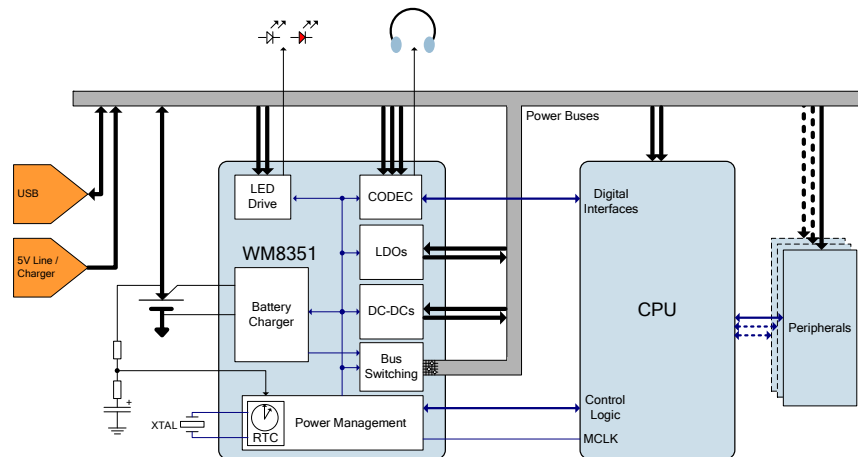 Power Buses
USB
5V Line /
Charger
LED
Drive
CODEC
Digital
Interfaces
WM8351
LDOs
Battery
Charger
DC-DCs
CPU
Peripherals
Bus
Switching
+
XTAL
RTC
Power Management
Control
Logic
MCLK